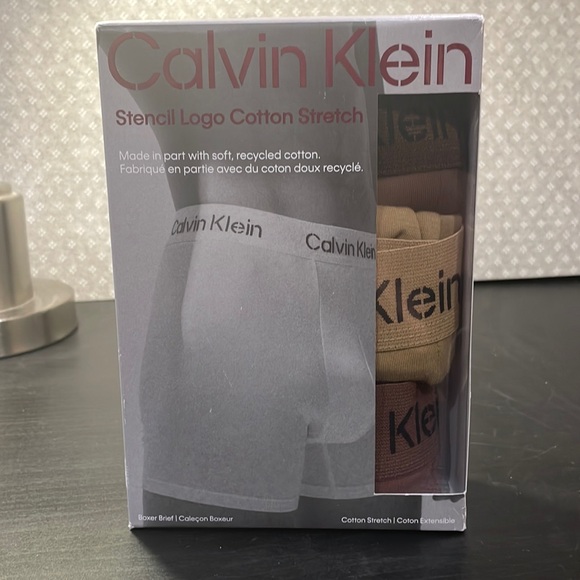 Calvin Klein
Stencil Logo Cotton Stretch
Made in part with soft, recycled cotton.
Fabriqué en partie avec du coton doux recyclé.
Calvin Klein
Calvin Klein
Klein
Klein
Klein
Boxer Brief | Caleçon Boxeur
Cotton Stretch | Coton Extensible